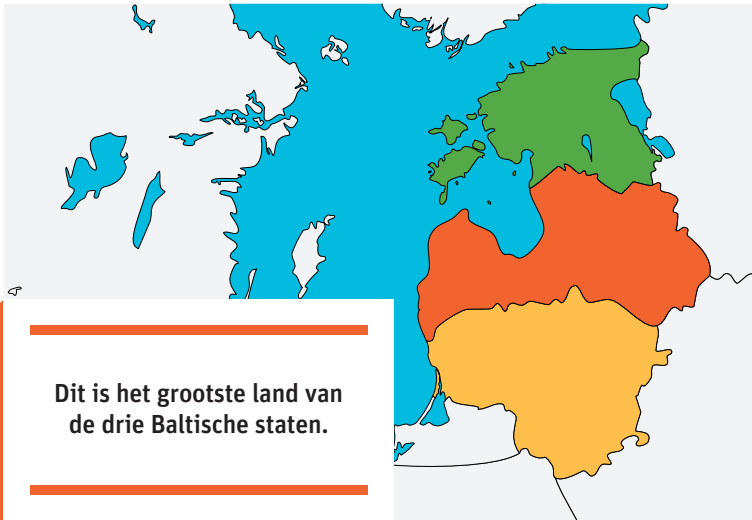 Dit is het grootste land van
de drie Baltische staten.